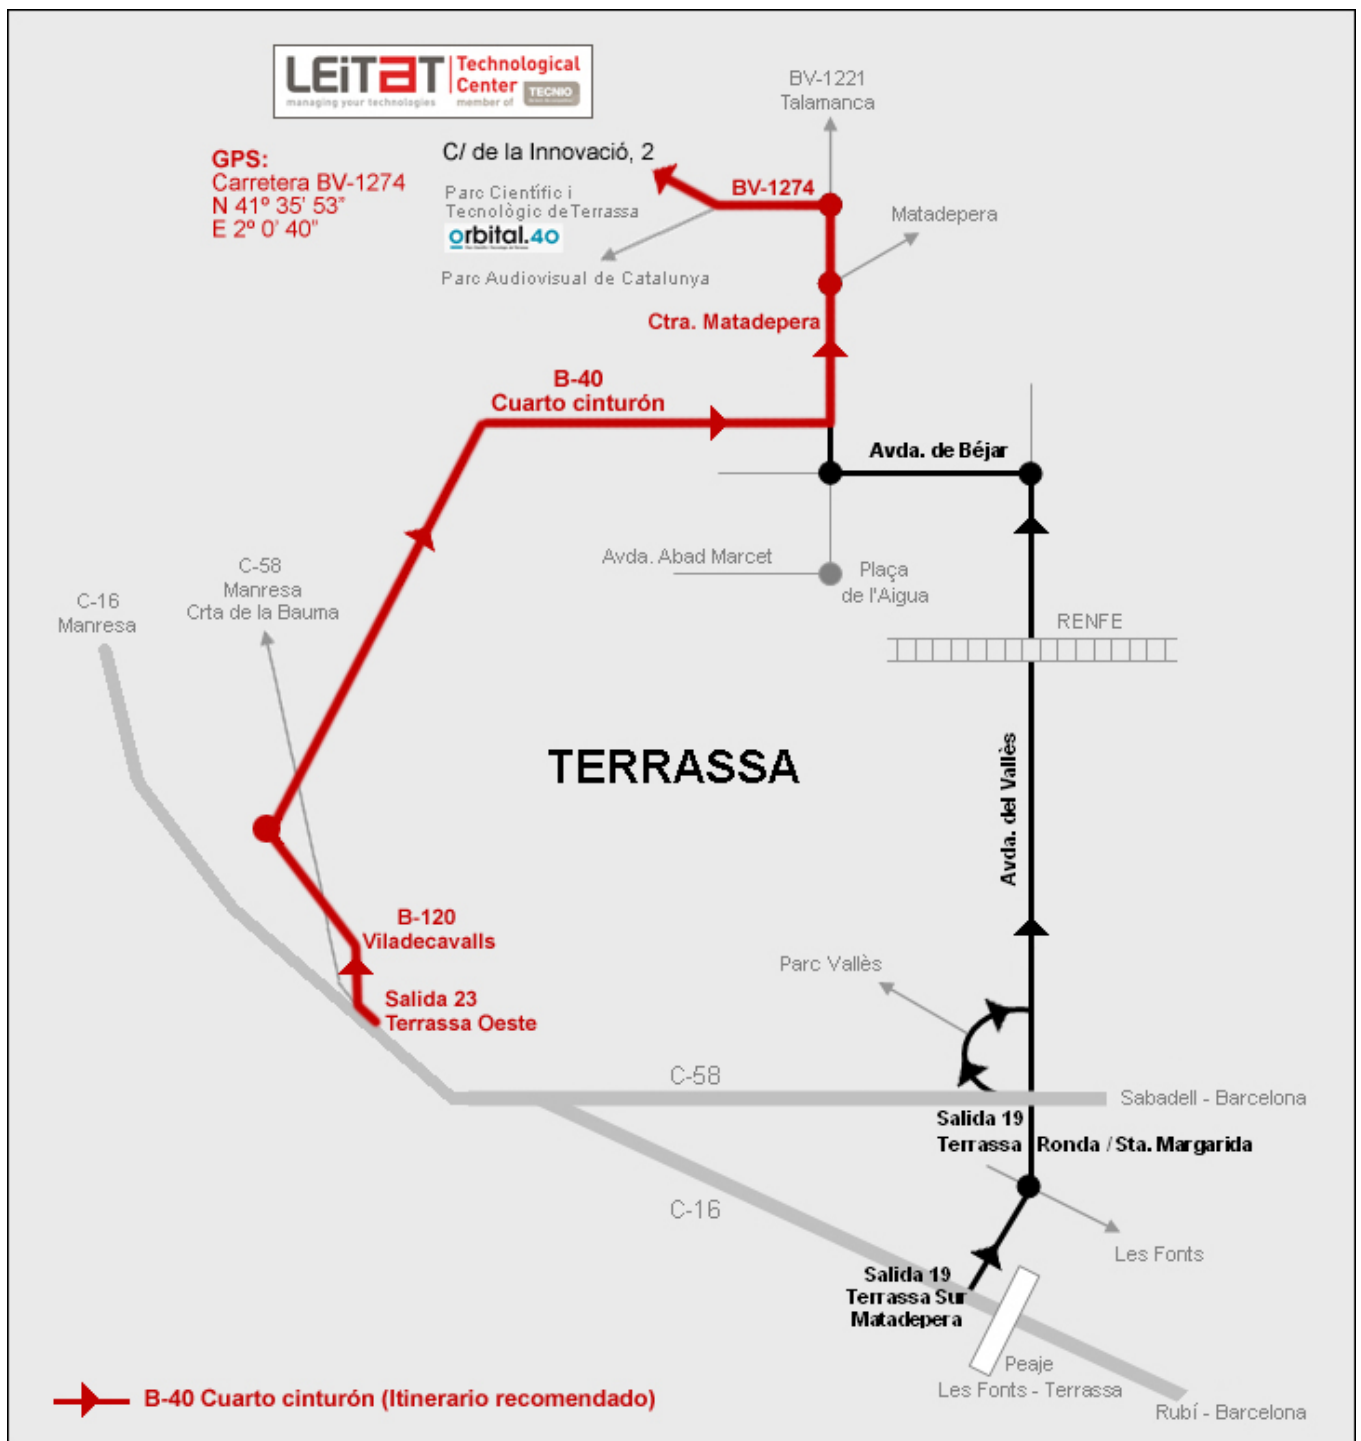 LEiTAT
managing your technologies
Technological
Center
member of
TECNIO
GPS:
Carretera BV-1274
N 41º 35' 53"
E 2º 0' 40"
C/ de la Innovació, 2
Parc Científic i
Tecnològic de Terrassa
orbital.40
Parc Audiovisual de Catalunya
BV-1221
Talamanca
BV-1274
Matadepera
Ctra. Matadepera
B-40
Cuarto cinturón
Avda. de Béjar
Avda. Abad Marcet
Plaça
de l'Aigua
C-58
Manresa
Crta de la Bauma
C-16
Manresa
RENFE
TERRASSA
Avda. del Vallès
B-120
Viladecavalls
Parc Vallès
Salida 23
Terrassa Oeste
C-58
Sabadell - Barcelona
Salida 19
Terrassa Ronda / Sta. Margarida
C-16
Les Fonts
Salida 19
Terrassa Sur
Matadepera
Peaje
Les Fonts - Terrassa
Rubí - Barcelona
B-40 Cuarto cinturón (Itinerario recomendado)